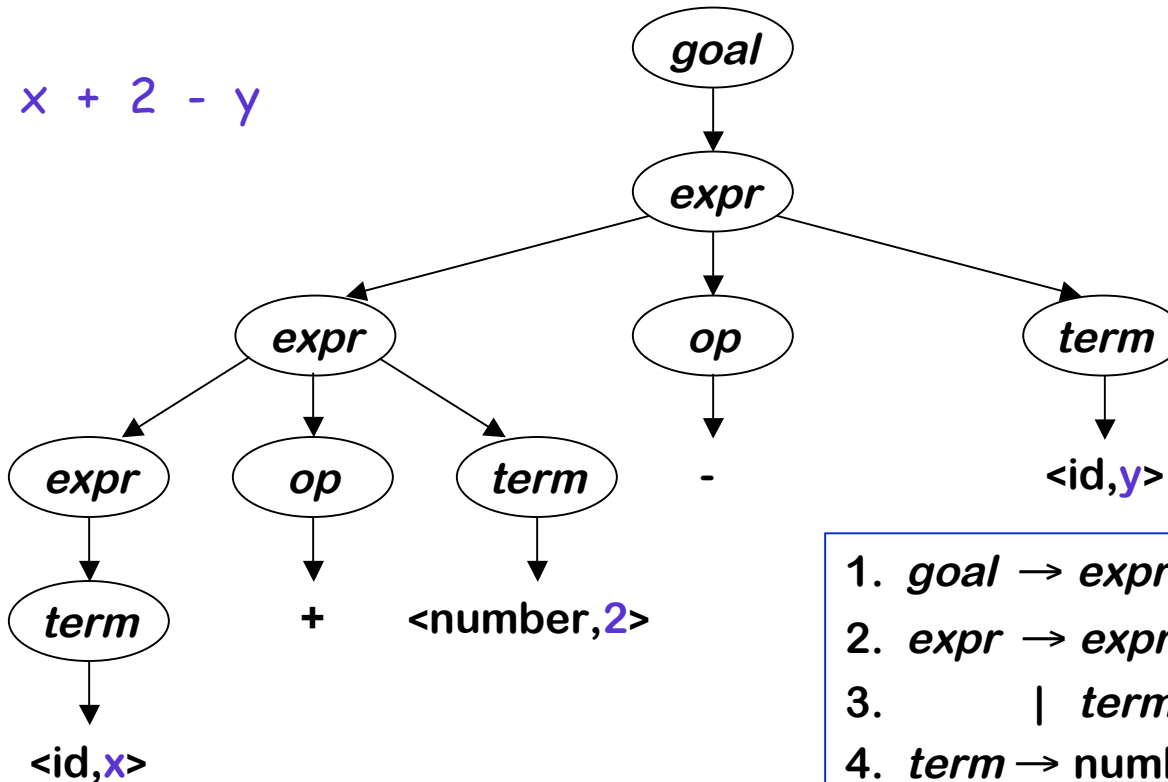 goal
x + 2 - y
expr
expr op term
expr op term - <id,y>
term + <number,2>
<id,x>
1. goal → expr
2. expr → expr
3. | term
4. term →